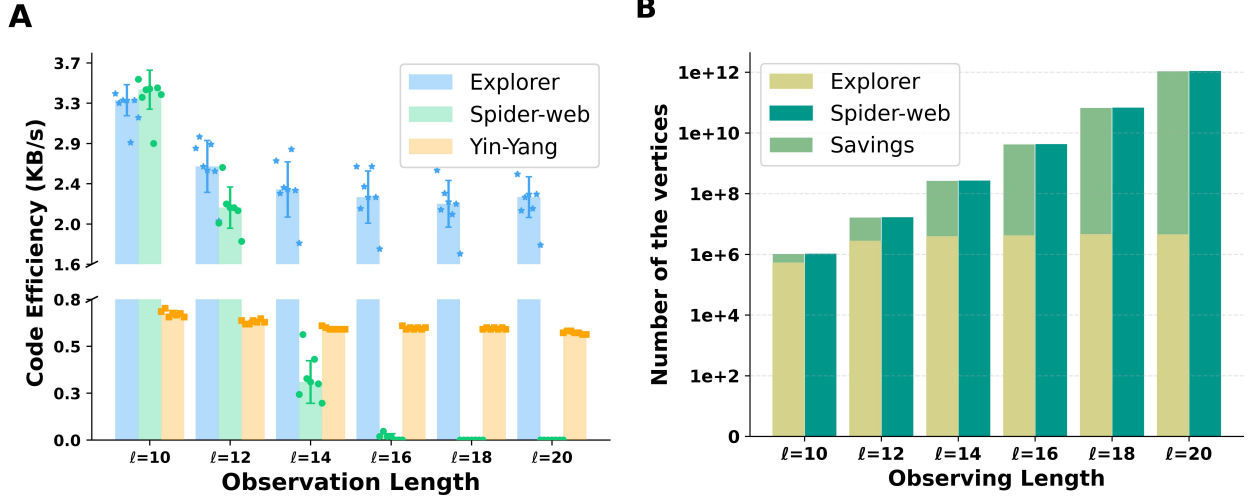 A
Code Efficiency (KB/s)
3.7
3.3
2.9
2.4
2.0
1.6
0.8
0.5
0.3
0.0
Explorer
Spider-web
Yin-Yang
ℓ=10
ℓ=12
ℓ=14
ℓ=16
ℓ=18
ℓ=20
Observation Length
B
Number of the vertices
1e+12
1e+10
1e+8
1e+6
1e+4
1e+2
0
Explorer
Spider-web
Savings
ℓ=10
ℓ=12
ℓ=14
ℓ=16
ℓ=18
ℓ=20
Observing Length